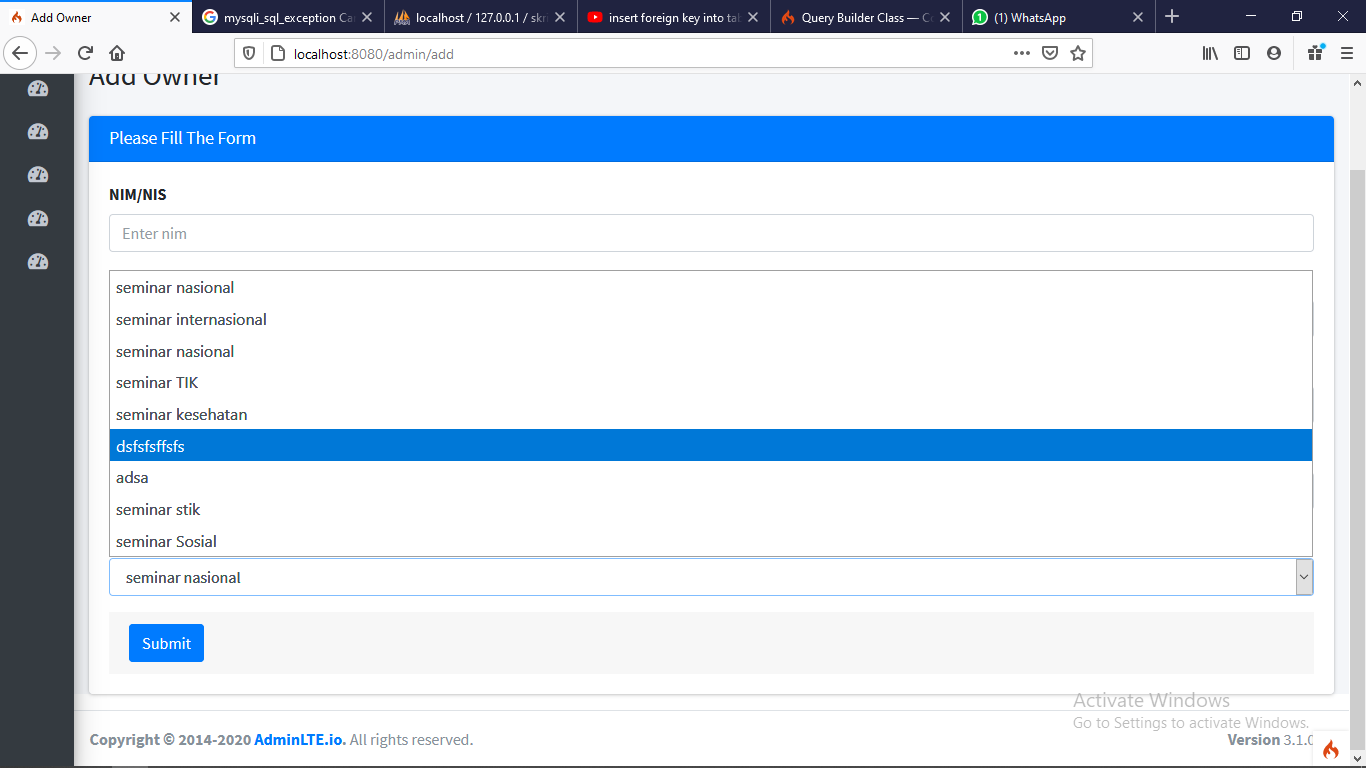 Add Owner
mysqli_sql_exception Ca
localhost / 127.0.0.1 / skr
insert foreign key into tab
Query Builder Class — Co
(1) WhatsApp
localhost:8080/admin/add
Add Owner
Please Fill The Form
NIM/NIS
Enter nim
seminar nasional
seminar internasional
seminar nasional
seminar TIK
seminar kesehatan
dsfsfsffsfs
adsa
seminar stik
seminar Sosial
seminar nasional
Submit
Activate Windows
Go to Settings to activate Windows.
Copyright © 2014-2020 AdminLTE.io. All rights reserved.
Version 3.1.0